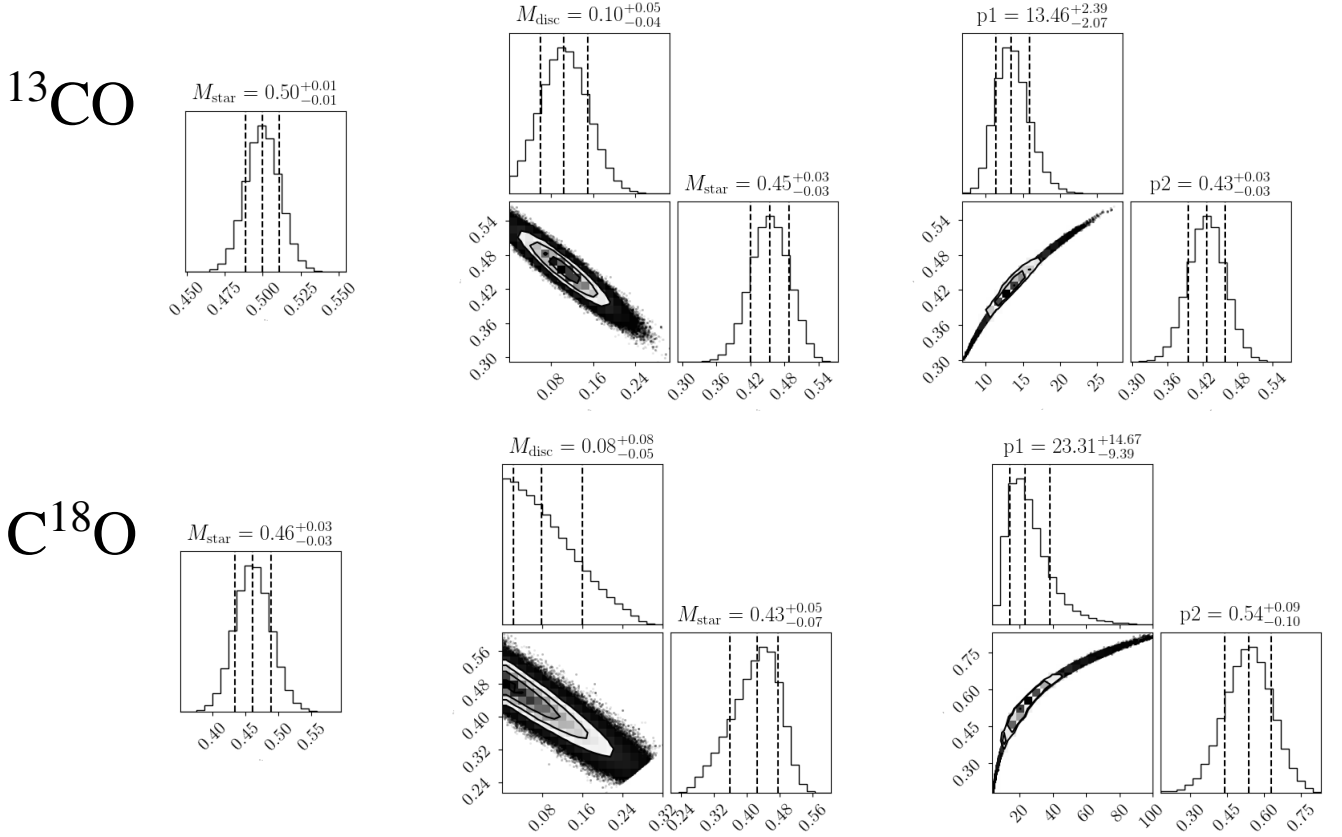 ¹³CO
M_star = 0.50^{+0.01}_{-0.01}
0.450 0.475 0.500 0.525 0.550
M_disc = 0.10^{+0.05}_{-0.04}
M_star = 0.45^{+0.03}_{-0.03}
0.54
0.48
0.42
0.36
0.30
0.08 0.16 0.24
0.30 0.36 0.42 0.48 0.54
p1 = 13.46^{+2.39}_{-2.07}
p2 = 0.43^{+0.03}_{-0.03}
0.54
0.48
0.42
0.36
0.30
10 15 20 25
0.30 0.36 0.42 0.48 0.54
C¹⁸O
M_star = 0.46^{+0.03}_{-0.03}
0.40 0.45 0.50 0.55
M_disc = 0.08^{+0.08}_{-0.05}
M_star = 0.43^{+0.05}_{-0.07}
0.56
0.48
0.40
0.32
0.24
0.08 0.16 0.24 0.32
0.24 0.32 0.40 0.48 0.56
p1 = 23.31^{+14.67}_{-9.39}
p2 = 0.54^{+0.09}_{-0.10}
0.75
0.60
0.45
0.30
20 40 60 80 100
0.30 0.45 0.60 0.75